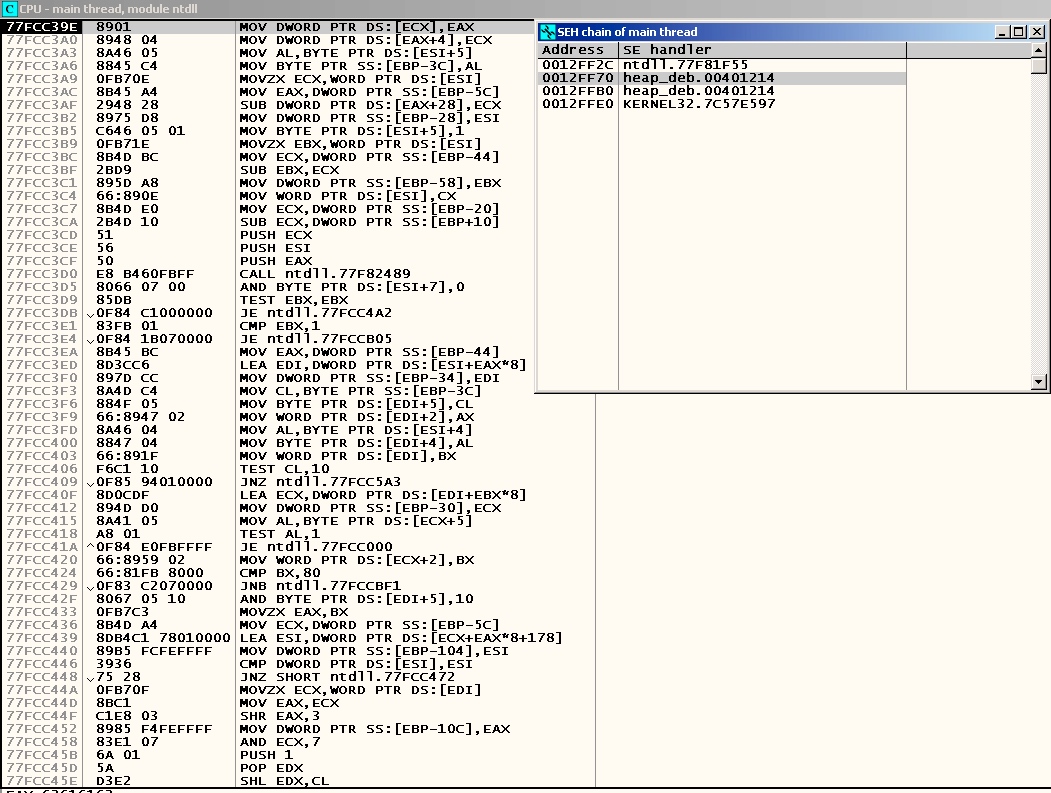 CPU - main thread, module ntdll
77FCC39E 8901 MOV DWORD PTR DS:[ECX],EAX
77FCC3A0 8948 04 MOV DWORD PTR DS:[EAX+4],ECX
77FCC3A3 8A46 05 MOV AL,BYTE PTR DS:[ESI+5]
77FCC3A6 8845 C4 MOV BYTE PTR SS:[EBP-3C],AL
77FCC3A9 0FB70E MOVZX ECX,WORD PTR DS:[ESI]
77FCC3AC 8B45 A4 MOV EAX,DWORD PTR SS:[EBP-5C]
77FCC3AF 2948 28 SUB DWORD PTR DS:[EAX+28],ECX
77FCC3B2 8975 D8 MOV DWORD PTR SS:[EBP-28],ESI
77FCC3B5 C646 05 01 MOV BYTE PTR DS:[ESI+5],1
77FCC3B9 0FB71E MOVZX EBX,WORD PTR DS:[ESI]
77FCC3BC 8B4D BC MOV ECX,DWORD PTR SS:[EBP-44]
77FCC3BF 2BD9 SUB EBX,ECX
77FCC3C1 895D A8 MOV DWORD PTR SS:[EBP-58],EBX
77FCC3C4 66:890E MOV WORD PTR DS:[ESI],CX
77FCC3C7 8B4D E0 MOV ECX,DWORD PTR SS:[EBP-20]
77FCC3CA 2B4D 10 SUB ECX,DWORD PTR SS:[EBP+10]
77FCC3CD 51 PUSH ECX
77FCC3CE 56 PUSH ESI
77FCC3CF 50 PUSH EAX
77FCC3D0 E8 B460FBFF CALL ntdll.77F82489
77FCC3D5 8066 07 00 AND BYTE PTR DS:[ESI+7],0
77FCC3D9 85DB TEST EBX,EBX
77FCC3DB 0F84 C1000000 JE ntdll.77FCC4A2
77FCC3E1 83FB 01 CMP EBX,1
77FCC3E4 0F84 1B070000 JE ntdll.77FCCB05
77FCC3EA 8B45 BC MOV EAX,DWORD PTR SS:[EBP-44]
77FCC3ED 8D3CC6 LEA EDI,DWORD PTR DS:[ESI+EAX*8]
77FCC3F0 897D CC MOV DWORD PTR SS:[EBP-34],EDI
77FCC3F3 8A4D C4 MOV CL,BYTE PTR SS:[EBP-3C]
77FCC3F6 884F 05 MOV BYTE PTR DS:[EDI+5],CL
77FCC3F9 66:8947 02 MOV WORD PTR DS:[EDI+2],AX
77FCC3FD 8A46 04 MOV AL,BYTE PTR DS:[ESI+4]
77FCC400 8847 04 MOV BYTE PTR DS:[EDI+4],AL
77FCC403 66:891F MOV WORD PTR DS:[EDI],BX
77FCC406 F6C1 10 TEST CL,10
77FCC409 0F85 94010000 JNZ ntdll.77FCC5A3
77FCC40F 8D0CDF LEA ECX,DWORD PTR DS:[EDI+EBX*8]
77FCC412 894D D0 MOV DWORD PTR SS:[EBP-30],ECX
77FCC415 8A41 05 MOV AL,BYTE PTR DS:[ECX+5]
77FCC418 A8 01 TEST AL,1
77FCC41A ^0F84 E0FBFFFF JE ntdll.77FCC000
77FCC420 66:8959 02 MOV WORD PTR DS:[ECX+2],BX
77FCC424 66:81FB 8000 CMP BX,80
77FCC429 0F83 C2070000 JNB ntdll.77FCCBF1
77FCC42F 8067 05 10 AND BYTE PTR DS:[EDI+5],10
77FCC433 0FB7C3 MOVZX EAX,BX
77FCC436 8B4D A4 MOV ECX,DWORD PTR SS:[EBP-5C]
77FCC439 8DB4C1 78010000 LEA ESI,DWORD PTR DS:[ECX+EAX*8+178]
77FCC440 89B5 FCFEFFFF MOV DWORD PTR SS:[EBP-104],ESI
77FCC446 3936 CMP DWORD PTR DS:[ESI],ESI
77FCC448 75 28 JNZ SHORT ntdll.77FCC472
77FCC44A 0FB70F MOVZX ECX,WORD PTR DS:[EDI]
77FCC44D 8BC1 MOV EAX,ECX
77FCC44F C1E8 03 SHR EAX,3
77FCC452 8985 F4FEFFFF MOV DWORD PTR SS:[EBP-10C],EAX
77FCC458 83E1 07 AND ECX,7
77FCC45B 6A 01 PUSH 1
77FCC45D 5A POP EDX
77FCC45E D3E2 SHL EDX,CL
SEH chain of main thread
Address SE handler
0012FF2C ntdll.77F81F55
0012FF70 heap_deb.00401214
0012FFB0 heap_deb.00401214
0012FFE0 KERNEL32.7C57E597